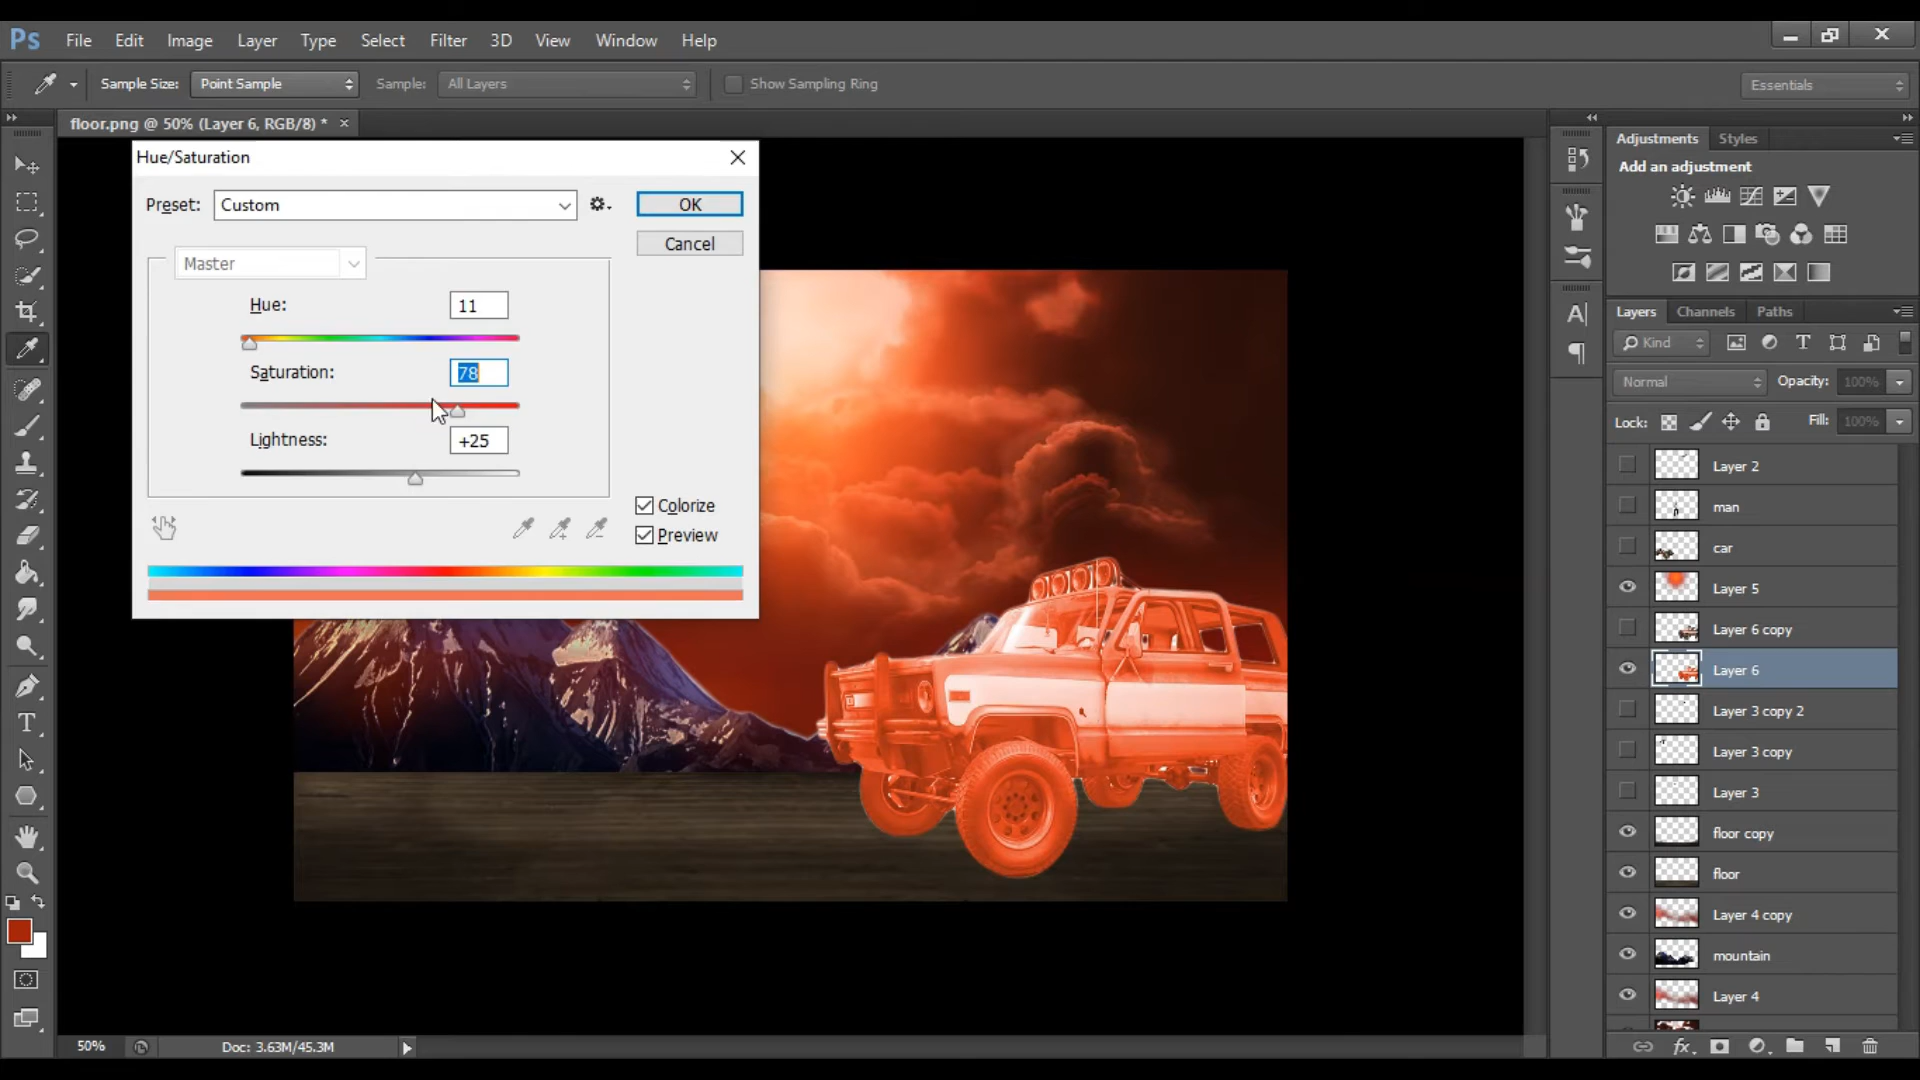 Ps File Edit Image Layer Type Select Filter 3D View Window Help
Sample Size: Point Sample Sample: All Layers Show Sampling Ring Essentials
floor.png @ 50% (Layer 6, RGB/8) *
Hue/Saturation
Preset: Custom OK
Cancel
Master
Hue: 11
Saturation: 78
Lightness: +25
Colorize
Preview
Adjustments Styles
Add an adjustment
Layers Channels Paths
Kind
Normal Opacity: 100%
Lock: Fill: 100%
Layer 2
man
car
Layer 5
Layer 6 copy
Layer 6
Layer 3 copy 2
Layer 3 copy
Layer 3
floor copy
floor
Layer 4 copy
mountain
Layer 4
50% Doc: 3.63M/45.3M